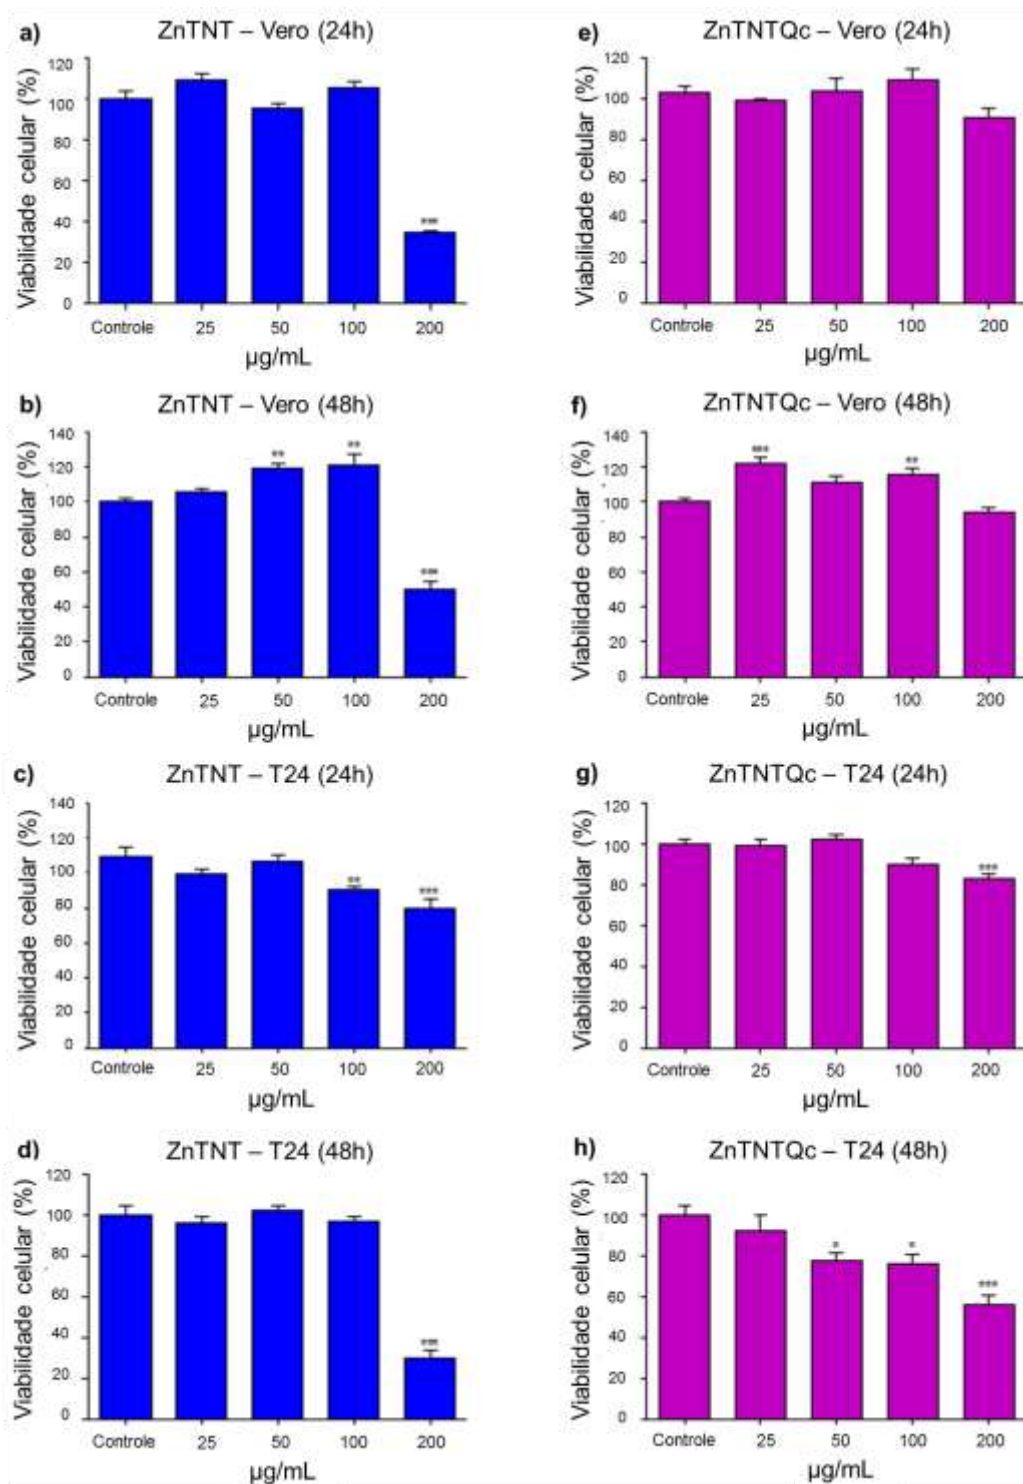 a)
ZnTNT – Vero (24h)
Viabilidade celular (%)
120
100
80
60
40
20
0
***
Controle 25 50 100 200
µg/mL
e)
ZnTNTQc – Vero (24h)
Viabilidade celular (%)
120
100
80
60
40
20
0
Controle 25 50 100 200
µg/mL
b)
ZnTNT – Vero (48h)
Viabilidade celular (%)
140
120
100
80
60
40
20
0
** ** ***
Controle 25 50 100 200
µg/mL
f)
ZnTNTQc – Vero (48h)
Viabilidade celular (%)
140
120
100
80
60
40
20
0
*** **
Controle 25 50 100 200
µg/mL
c)
ZnTNT – T24 (24h)
Viabilidade celular (%)
140
120
100
80
60
40
20
0
** ***
Controle 25 50 100 200
µg/mL
g)
ZnTNTQc – T24 (24h)
Viabilidade celular (%)
120
100
80
60
40
20
0
***
Controle 25 50 100 200
µg/mL
d)
ZnTNT – T24 (48h)
Viabilidade celular (%)
120
100
80
60
40
20
0
***
Controle 25 50 100 200
µg/mL
h)
ZnTNTQc – T24 (48h)
Viabilidade celular (%)
120
100
80
60
40
20
0
* * ***
Controle 25 50 100 200
µg/mL